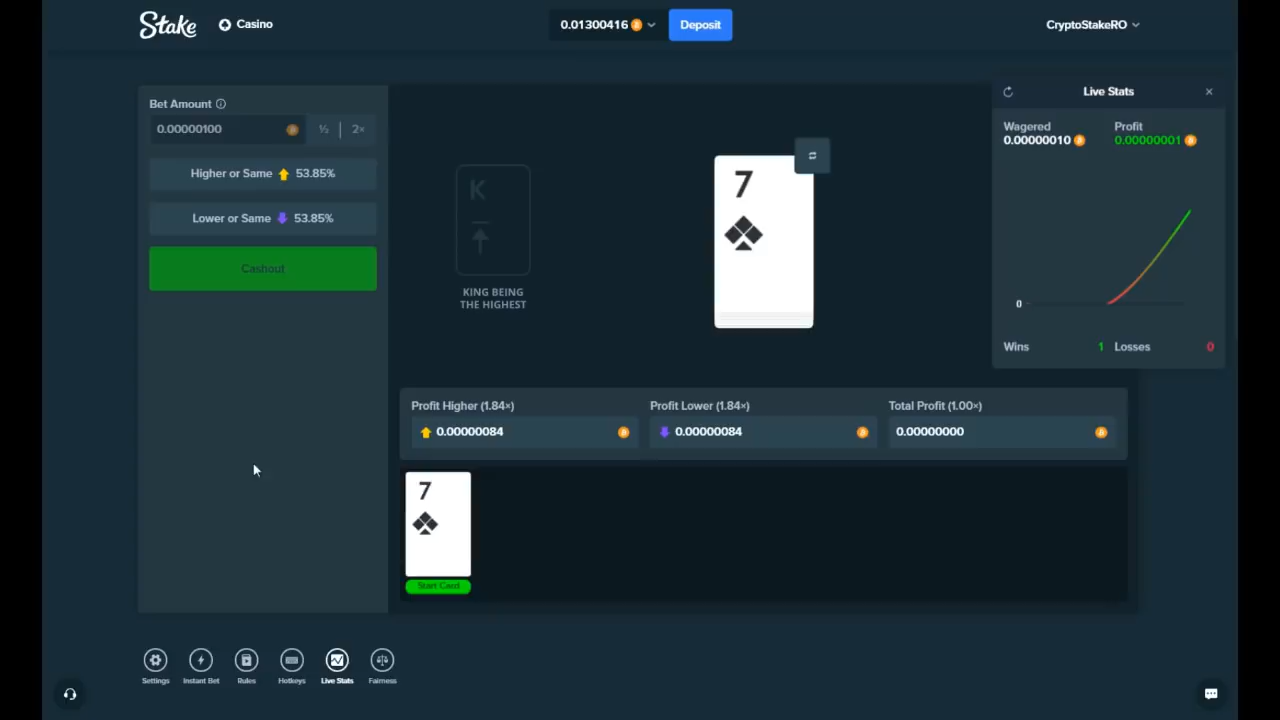 Stake
Casino
0.01300416
Deposit
CryptoStakeRO
Bet Amount
0.00000100
½
2×
Higher or Same 53.85%
Lower or Same 53.85%
Cashout
K
KING BEING
THE HIGHEST
7
Live Stats
Wagered
0.00000010
Profit
0.00000001
0
Wins 1
Losses 0
Profit Higher (1.84×)
0.00000084
Profit Lower (1.84×)
0.00000084
Total Profit (1.00×)
0.00000000
7
Start Card
Settings
Instant Bet
Rules
Hotkeys
Live Stats
Fairness